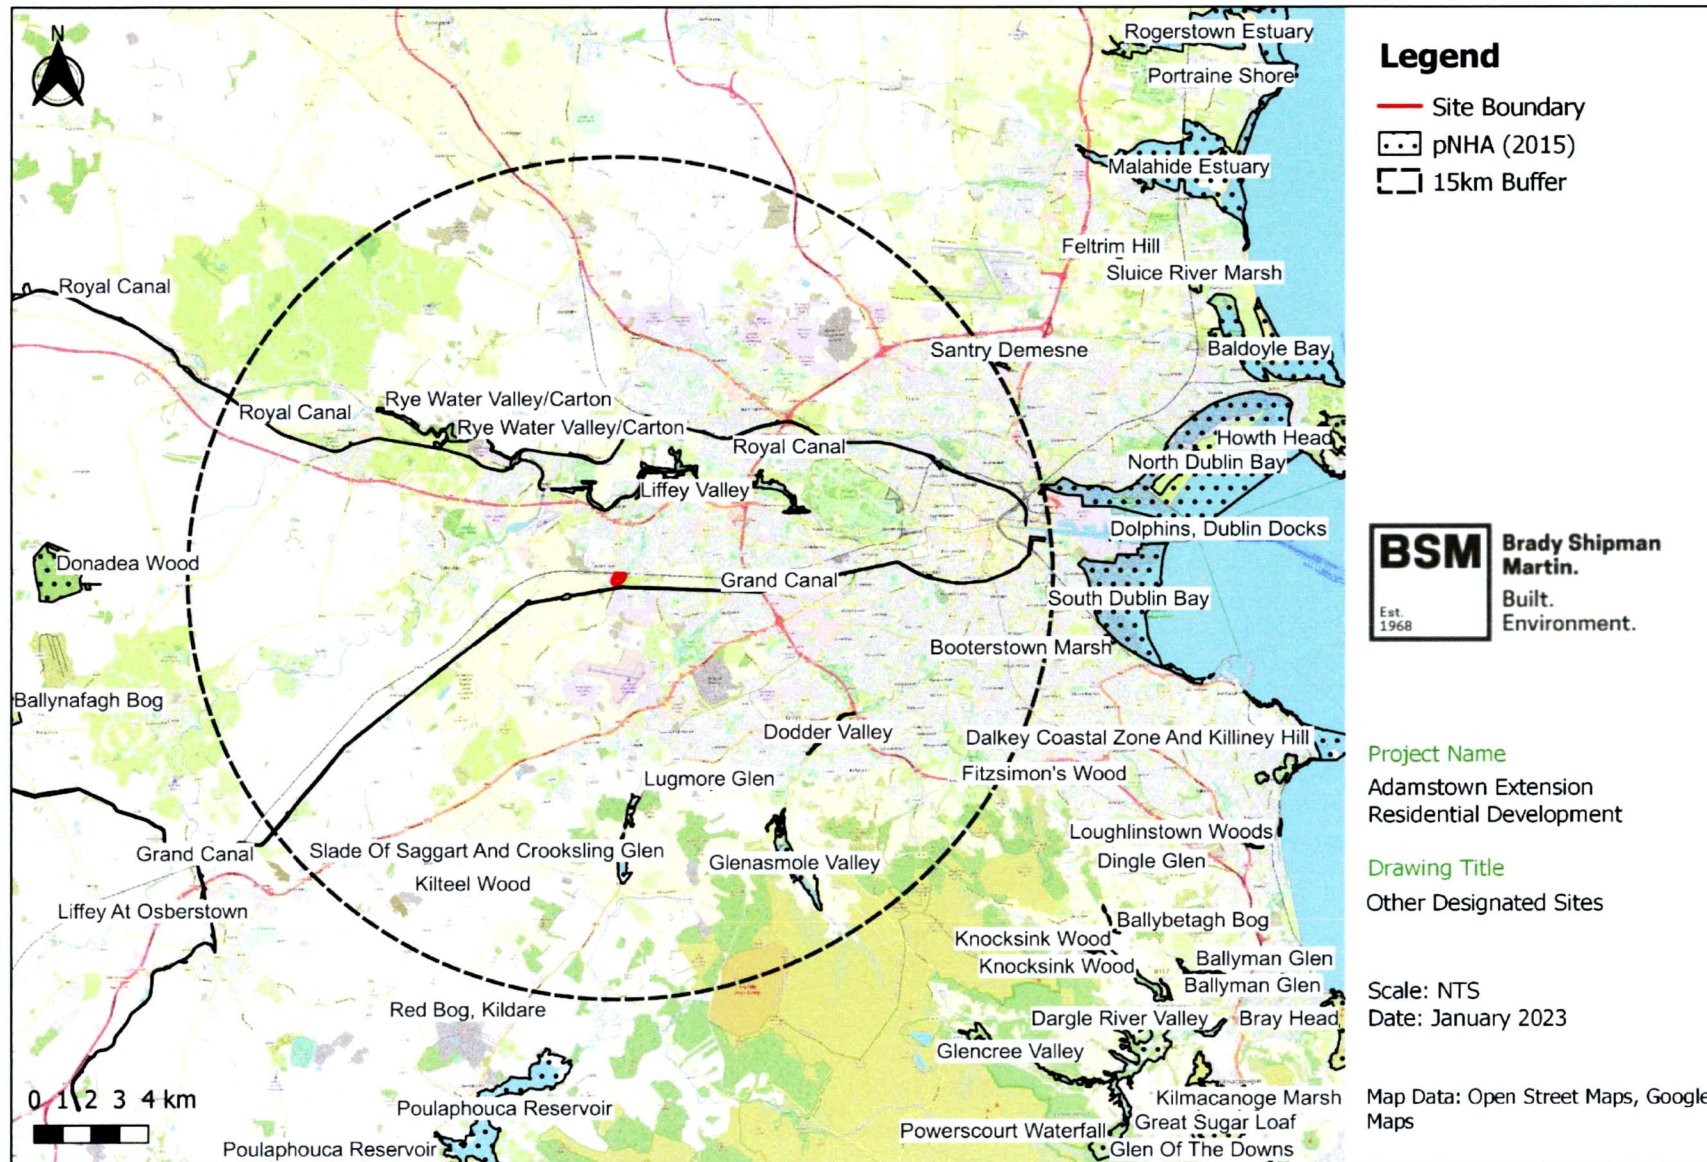 N
Rogerstown Estuary
Portraine Shore
Malahide Estuary
Feltrim Hill
Sluice River Marsh
Royal Canal
Santry Demesne
Baldoyle Bay
Rye Water Valley/Carton
Royal Canal
Rye Water Valley/Carton
Royal Canal
Howth Head
North Dublin Bay
Liffey Valley
Dolphins, Dublin Docks
Donadea Wood
Grand Canal
South Dublin Bay
Booterstown Marsh
Ballynafagh Bog
Dodder Valley
Dalkey Coastal Zone And Killiney Hill
Lugmore Glen
Fitzsimon's Wood
Loughlinstown Woods
Grand Canal
Slade Of Saggart And Crooksling Glen
Glenasmole Valley
Dingle Glen
Kilteel Wood
Liffey At Osberstown
Ballybetagh Bog
Knocksink Wood
Ballyman Glen
Knocksink Wood
Ballyman Glen
Red Bog, Kildare
Dargle River Valley
Bray Head
Glencree Valley
0 1 2 3 4 km
Poulaphouca Reservoir
Kilmacanoge Marsh
Powerscourt Waterfall
Great Sugar Loaf
Poulaphouca Reservoir
Glen Of The Downs
Legend
Site Boundary
pNHA (2015)
15km Buffer
BSM
Est.
1968
Brady Shipman
Martin.
Built.
Environment.
Project Name
Adamstown Extension
Residential Development
Drawing Title
Other Designated Sites
Scale: NTS
Date: January 2023
Map Data: Open Street Maps, Google
Maps